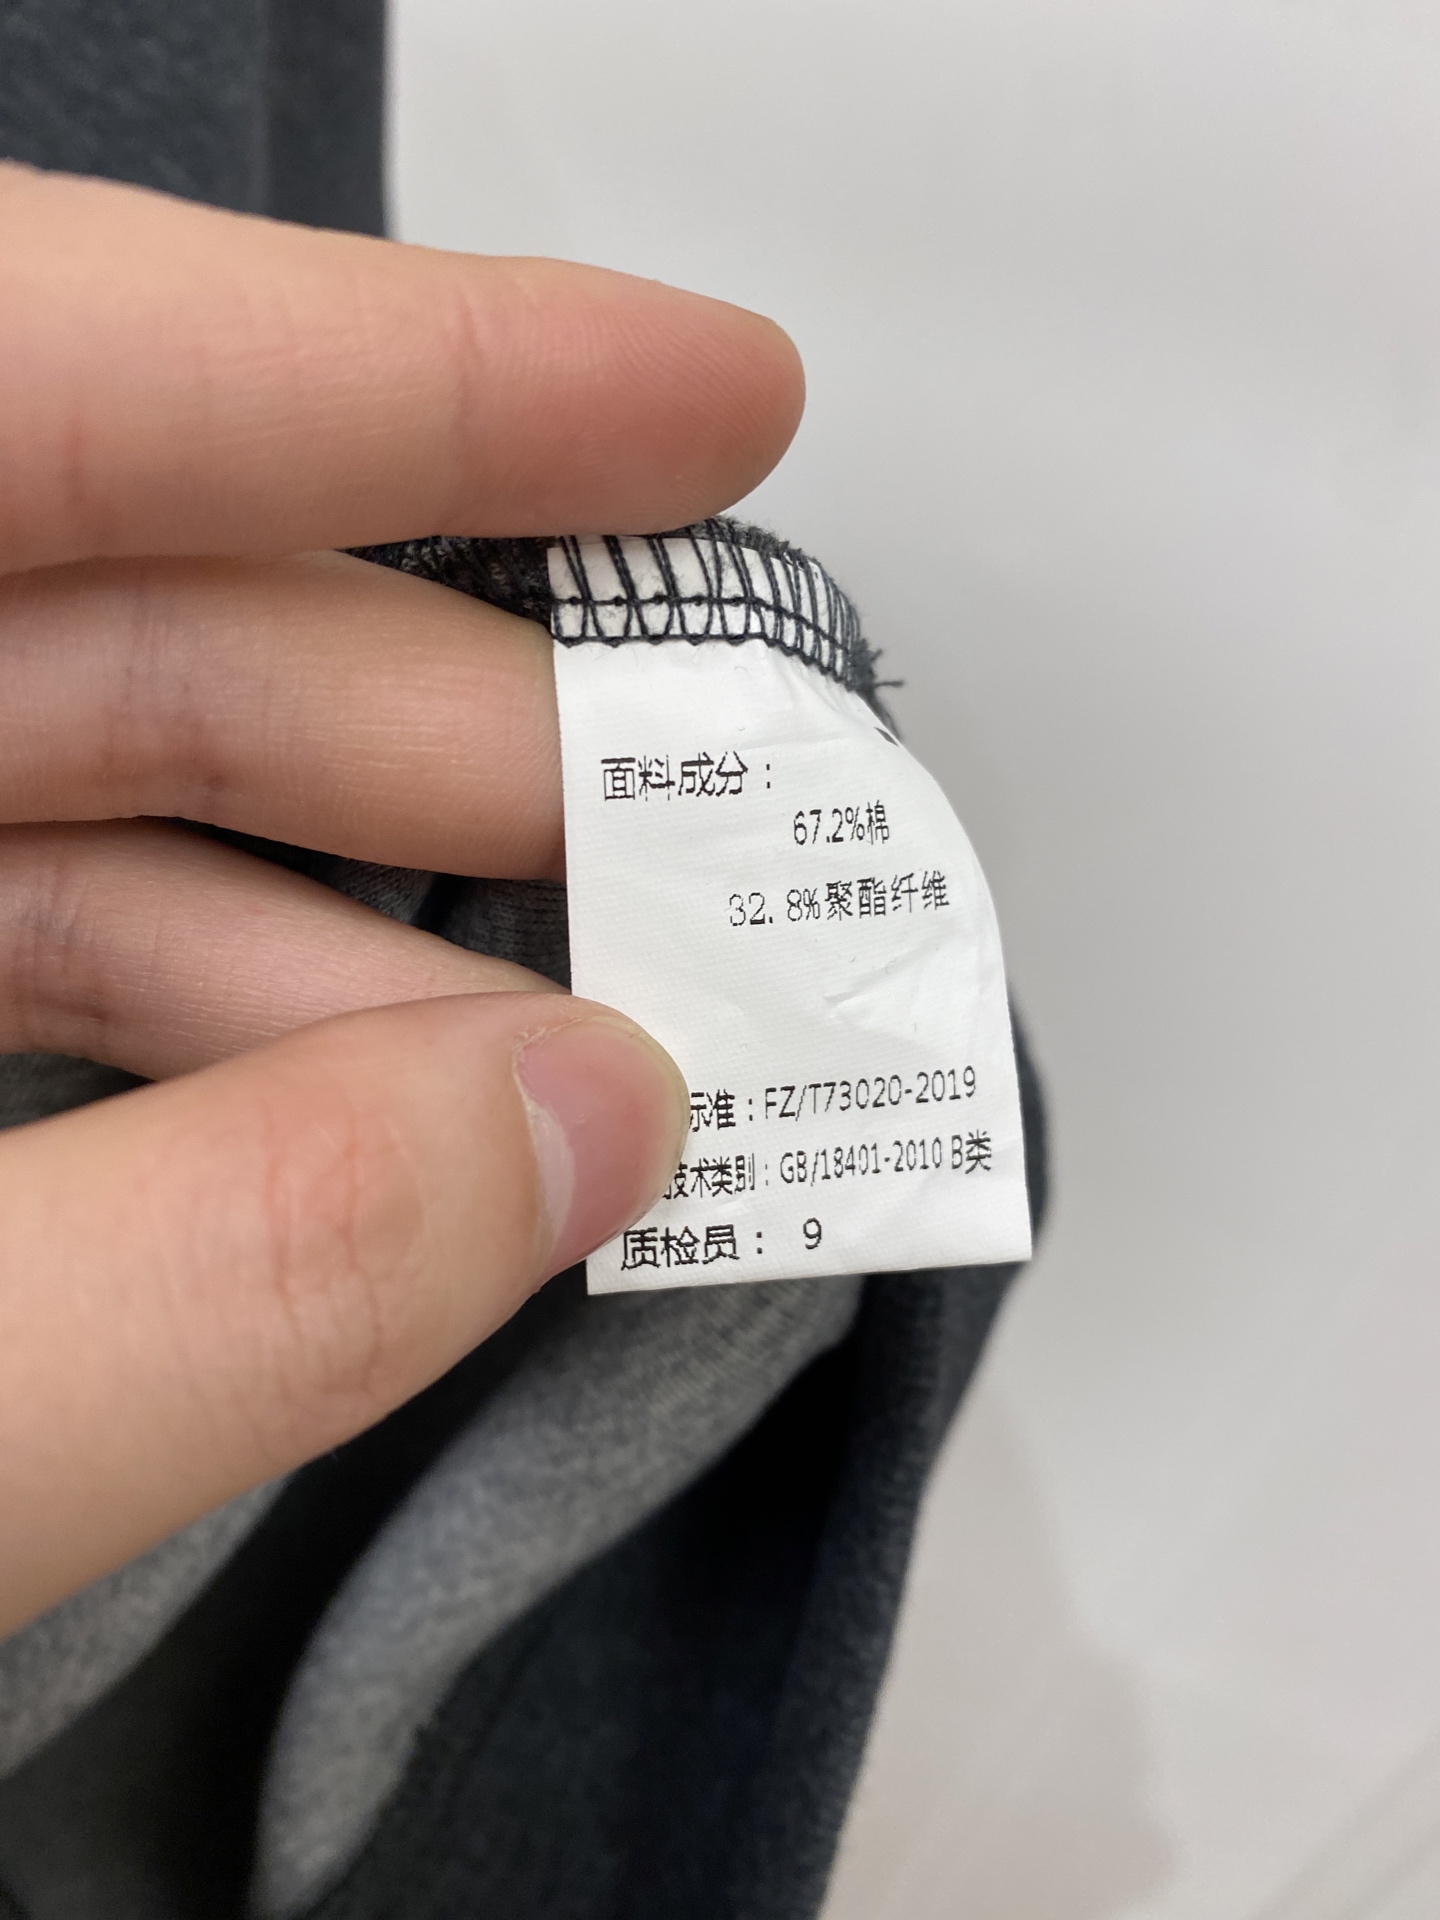 面料成分：
67.2%棉
32.8%聚酯纤维
标准：FZ/T73020-2019
技术类别：GB/18401-2010 B类
质检员：9